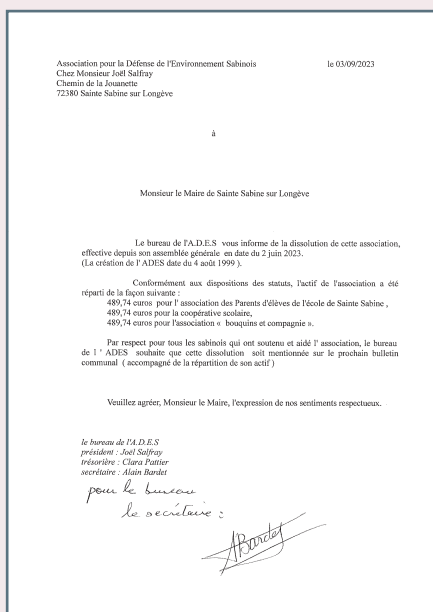 Association pour la Défense de l'Environnement Sabinois
le 03/09/2023
Chez Monsieur Joël Salfray
Chemin de la Jouanette
72380 Sainte Sabine sur Longève
à
Monsieur le Maire de Sainte Sabine sur Longève
Le bureau de l'A.D.E.S vous informe de la dissolution de cette association,
effective depuis son assemblée générale en date du 2 juin 2023.
(La création de l' ADES date du 4 août 1999 ).
Conformément aux dispositions des statuts, l'actif de l'association a été
réparti de la façon suivante :
489,74 euros pour l' association des Parents d'élèves de l'école de Sainte Sabine ,
489,74 euros pour la coopérative scolaire,
489,74 euros pour l'association « bouquins et compagnie ».
Par respect pour tous les sabinois qui ont soutenu et aidé l' association, le bureau
de l ' ADES souhaite que cette dissolution soit mentionnée sur le prochain bulletin
communal ( accompagné de la répartition de son actif )
Veuillez agréer, Monsieur le Maire, l'expression de nos sentiments respectueux.
le bureau de l'A.D.E.S
président : Joël Salfray
trésorière : Clara Pattier
secrétaire : Alain Bardet
pour le bureau
le secrétaire :
ABardet